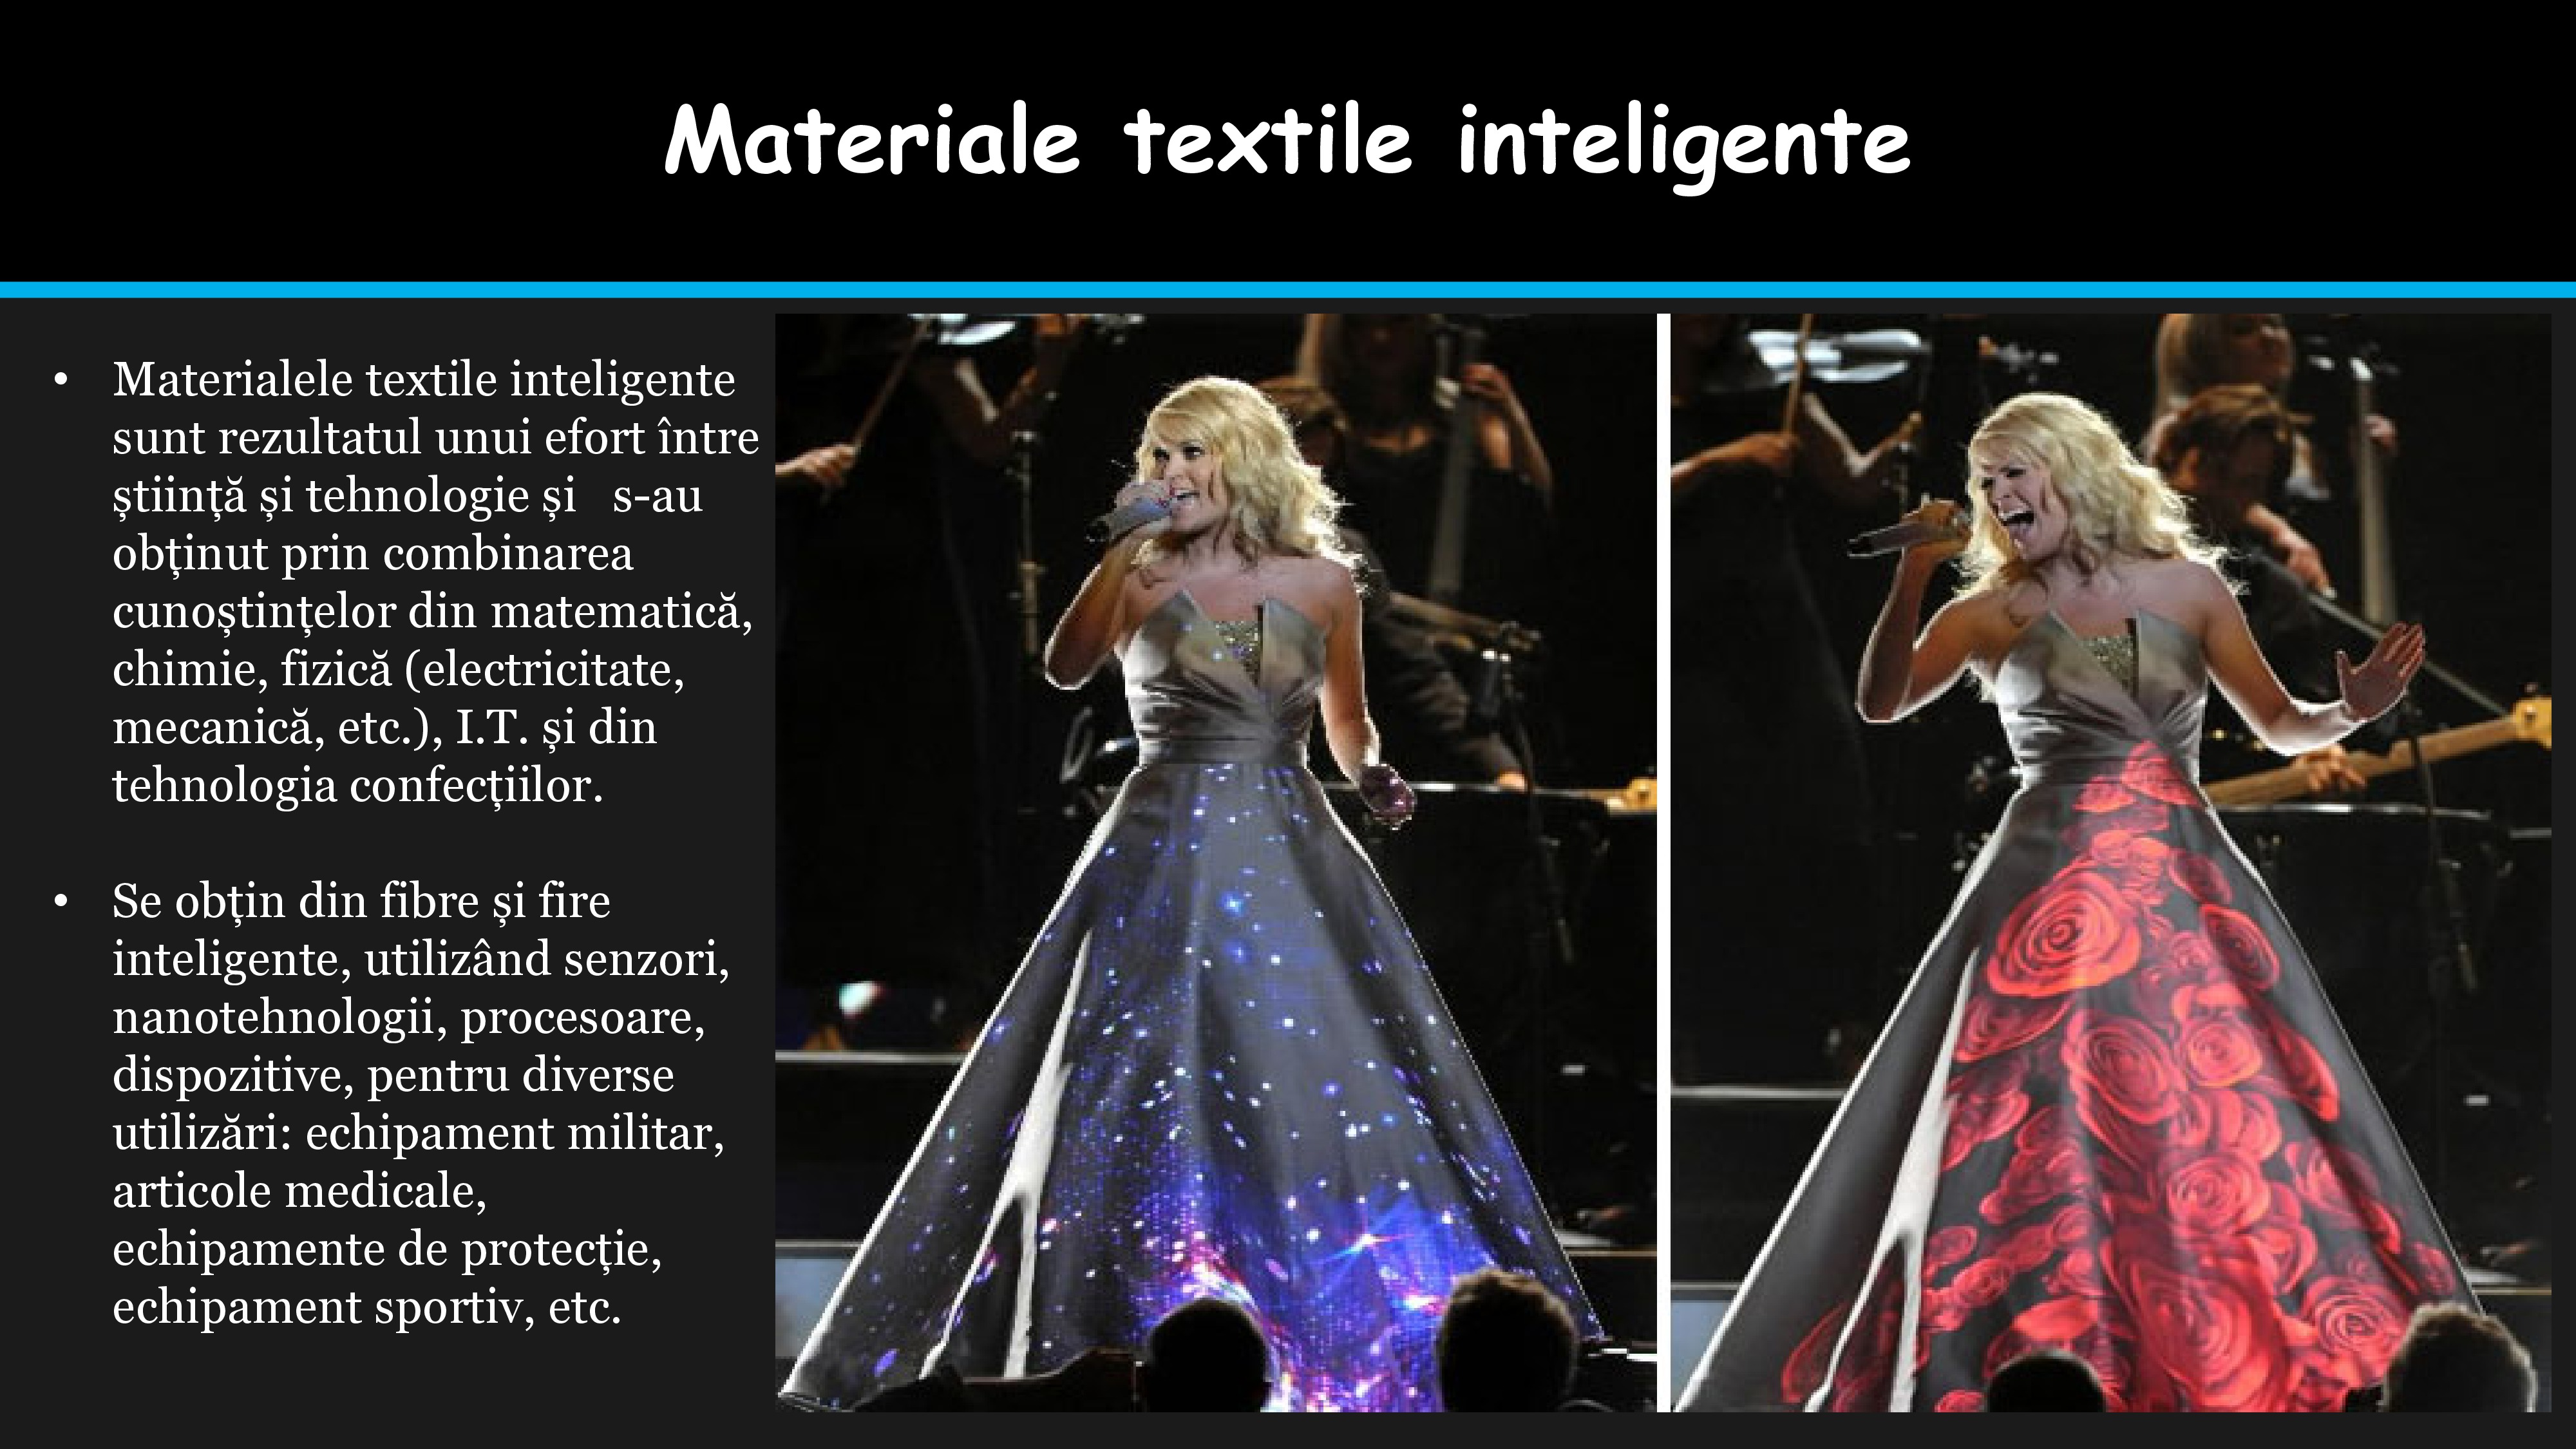 Materiale textile inteligente
• Materialele textile inteligente
sunt rezultatul unui efort între
știință și tehnologie și   s-au
obținut prin combinarea
cunoștințelor din matematică,
chimie, fizică (electricitate,
mecanică, etc.), I.T. și din
tehnologia confecțiilor.
• Se obțin din fibre și fire
inteligente, utilizând senzori,
nanotehnologii, procesoare,
dispozitive, pentru diverse
utilizări: echipament militar,
articole medicale,
echipamente de protecție,
echipament sportiv, etc.